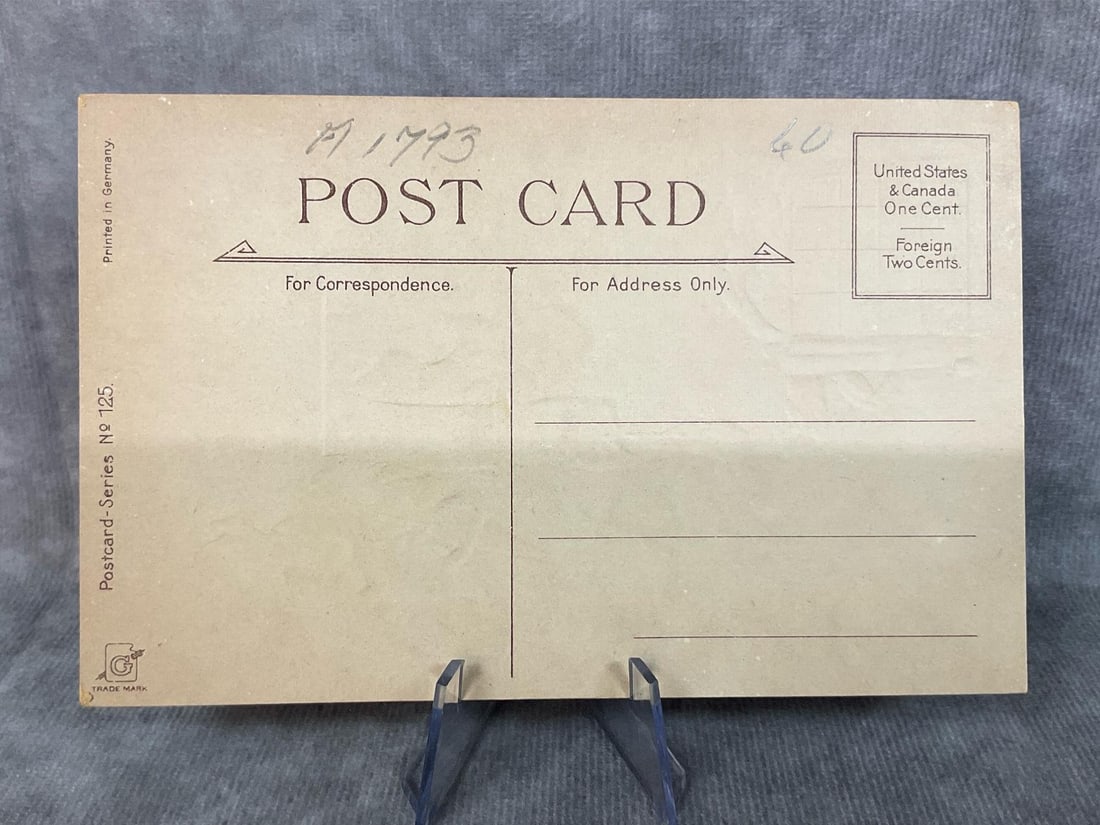 A 1793
60
POST CARD
United States
& Canada
One Cent.
Foreign
Two Cents.
For Correspondence.
For Address Only.
Printed in Germany.
Postcard-Series Nº 125.
G
TRADE MARK